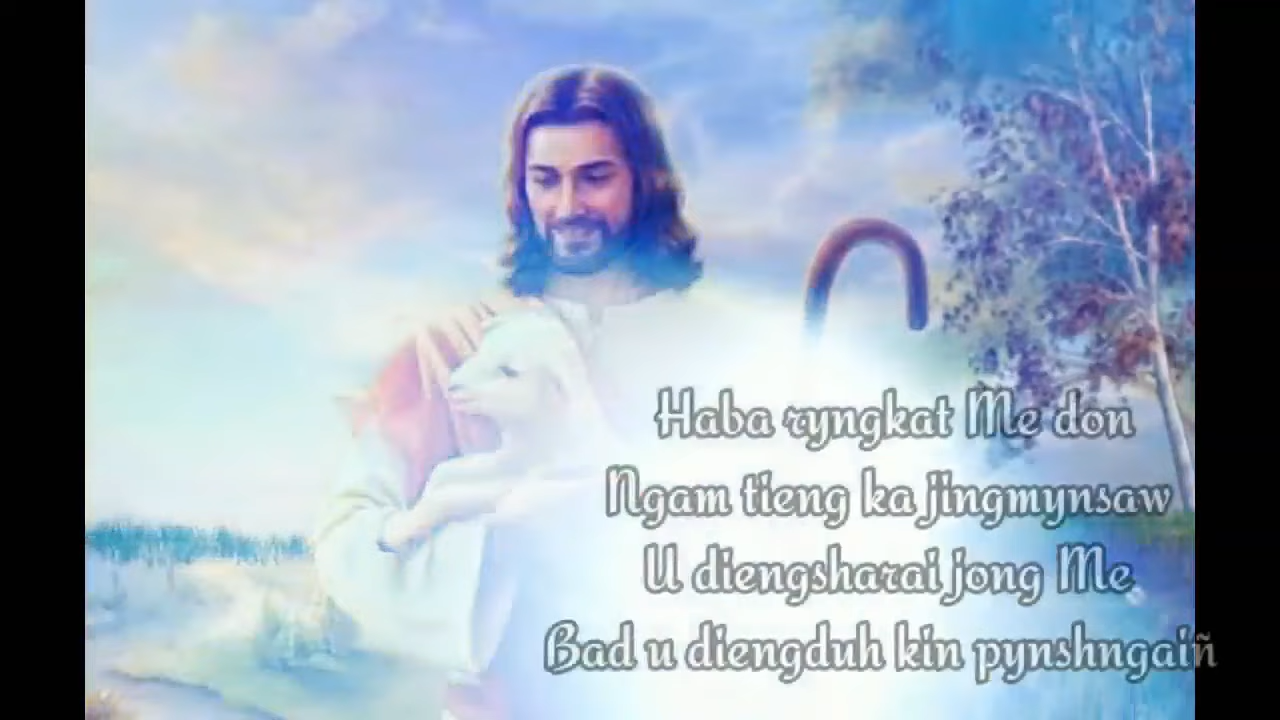 Haba ryngkat Me don
Ngam tieng ka jingmynsaw
U diengsharai jong Me
Bad u diengduh kin pynshngaiñ